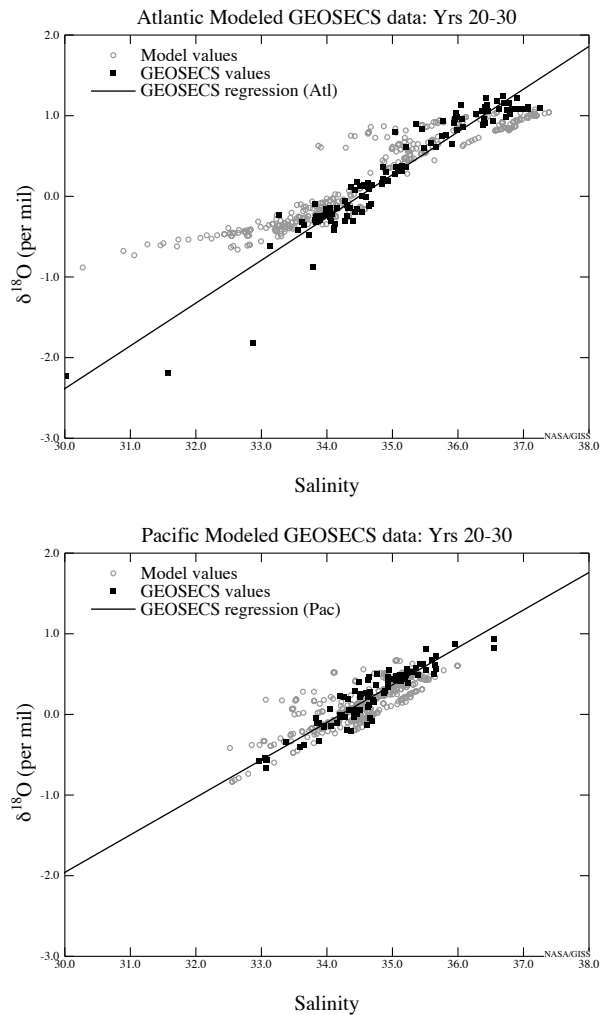 Atlantic Modeled GEOSECS data: Yrs 20-30
2.0
Model values
GEOSECS values
GEOSECS regression (Atl)
1.0
0.0
δ18O (per mil)
-1.0
-2.0
-3.0
NASA/GISS
30.0 31.0 32.0 33.0 34.0 35.0 36.0 37.0 38.0
Salinity
Pacific Modeled GEOSECS data: Yrs 20-30
2.0
Model values
GEOSECS values
GEOSECS regression (Pac)
1.0
0.0
δ18O (per mil)
-1.0
-2.0
-3.0
NASA/GISS
30.0 31.0 32.0 33.0 34.0 35.0 36.0 37.0 38.0
Salinity